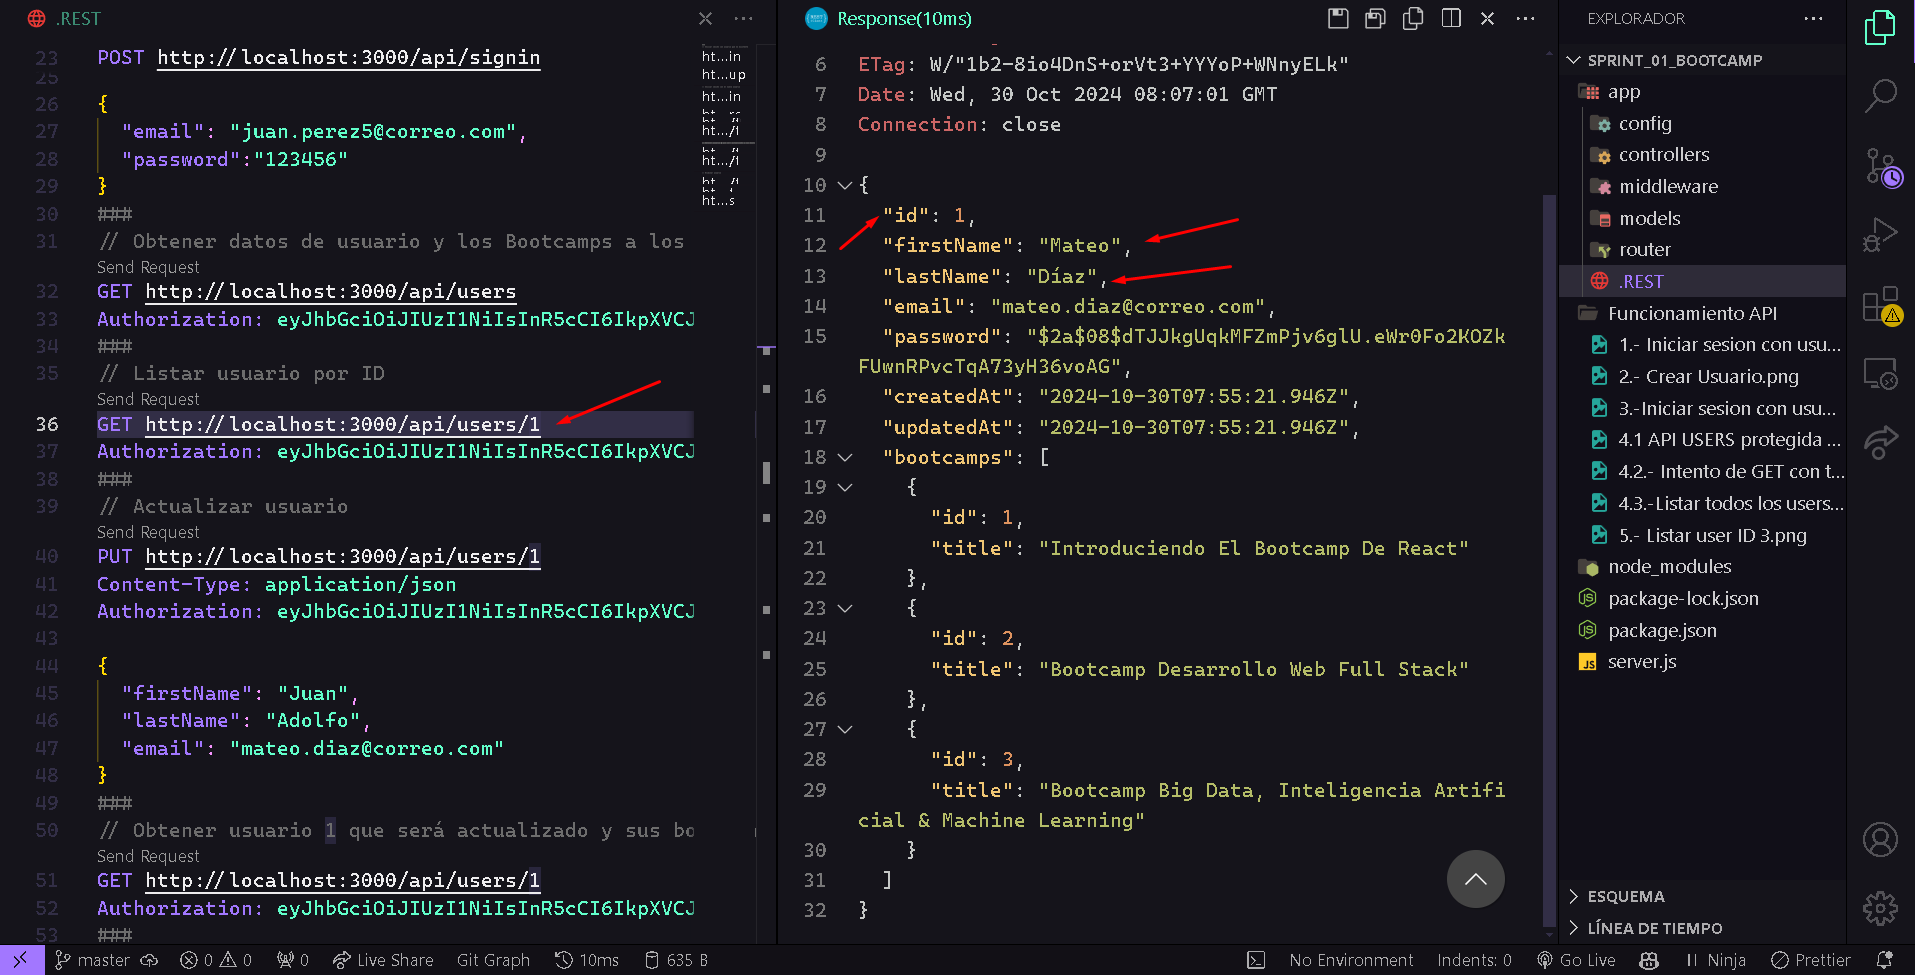 .REST
23 POST http://localhost:3000/api/signin
25
26 {
27 "email": "juan.perez5@correo.com",
28 "password":"123456"
29 }
30 ###
31 // Obtener datos de usuario y los Bootcamps a los
Send Request
32 GET http://localhost:3000/api/users
33 Authorization: eyJhbGciOiJIUzI1NiIsInR5cCI6IkpXVCJ
34 ###
35 // Listar usuario por ID
Send Request
36 GET http://localhost:3000/api/users/1
37 Authorization: eyJhbGciOiJIUzI1NiIsInR5cCI6IkpXVCJ
38 ###
39 // Actualizar usuario
Send Request
40 PUT http://localhost:3000/api/users/1
41 Content-Type: application/json
42 Authorization: eyJhbGciOiJIUzI1NiIsInR5cCI6IkpXVCJ
43
44 {
45 "firstName": "Juan",
46 "lastName": "Adolfo",
47 "email": "mateo.diaz@correo.com"
48 }
49 ###
50 // Obtener usuario 1 que será actualizado y sus bo
Send Request
51 GET http://localhost:3000/api/users/1
52 Authorization: eyJhbGciOiJIUzI1NiIsInR5cCI6IkpXVCJ
53 ###
ht...in
ht...up
ht...in
ht.../t
ht.../t
ht...s
Response(10ms)
6 ETag: W/"1b2-8io4DnS+orVt3+YYYoP+WNnyELk"
7 Date: Wed, 30 Oct 2024 08:07:01 GMT
8 Connection: close
9
10 {
11 "id": 1,
12 "firstName": "Mateo",
13 "lastName": "Díaz",
14 "email": "mateo.diaz@correo.com",
15 "password": "$2a$08$dTJJkgUqkMFZmPjv6glU.eWr0Fo2KOZk
FUwnRPvcTqA73yH36voAG",
16 "createdAt": "2024-10-30T07:55:21.946Z",
17 "updatedAt": "2024-10-30T07:55:21.946Z",
18 "bootcamps": [
19 {
20 "id": 1,
21 "title": "Introduciendo El Bootcamp De React"
22 },
23 {
24 "id": 2,
25 "title": "Bootcamp Desarrollo Web Full Stack"
26 },
27 {
28 "id": 3,
29 "title": "Bootcamp Big Data, Inteligencia Artifi
cial & Machine Learning"
30 }
31 ]
32 }
EXPLORADOR
SPRINT_01_BOOTCAMP
app
config
controllers
middleware
models
router
.REST
Funcionamiento API
1.- Iniciar sesion con usu...
2.- Crear Usuario.png
3.-Iniciar sesion con usu...
4.1 API USERS protegida ...
4.2.- Intento de GET con t...
4.3.-Listar todos los users...
5.- Listar user ID 3.png
node_modules
package-lock.json
package.json
JS server.js
ESQUEMA
LÍNEA DE TIEMPO
master 0 0 0 Live Share Git Graph 10ms 635 B No Environment Indents: 0 Go Live Ninja Prettier